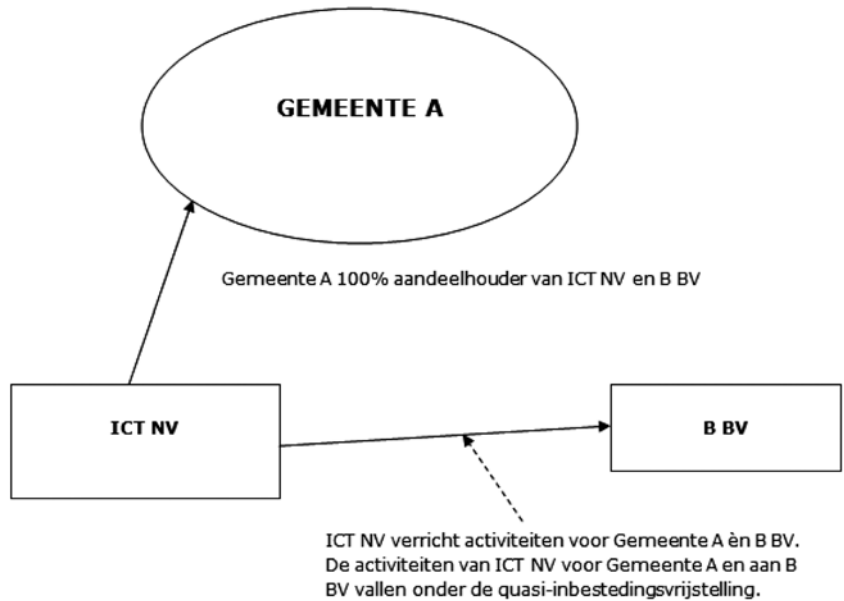 GEMEENTE A
Gemeente A 100% aandeelhouder van ICT NV en B BV
ICT NV
B BV
ICT NV verricht activiteiten voor Gemeente A èn B BV.
De activiteiten van ICT NV voor Gemeente A en aan B
BV vallen onder de quasi-inbestedingsvrijstelling.